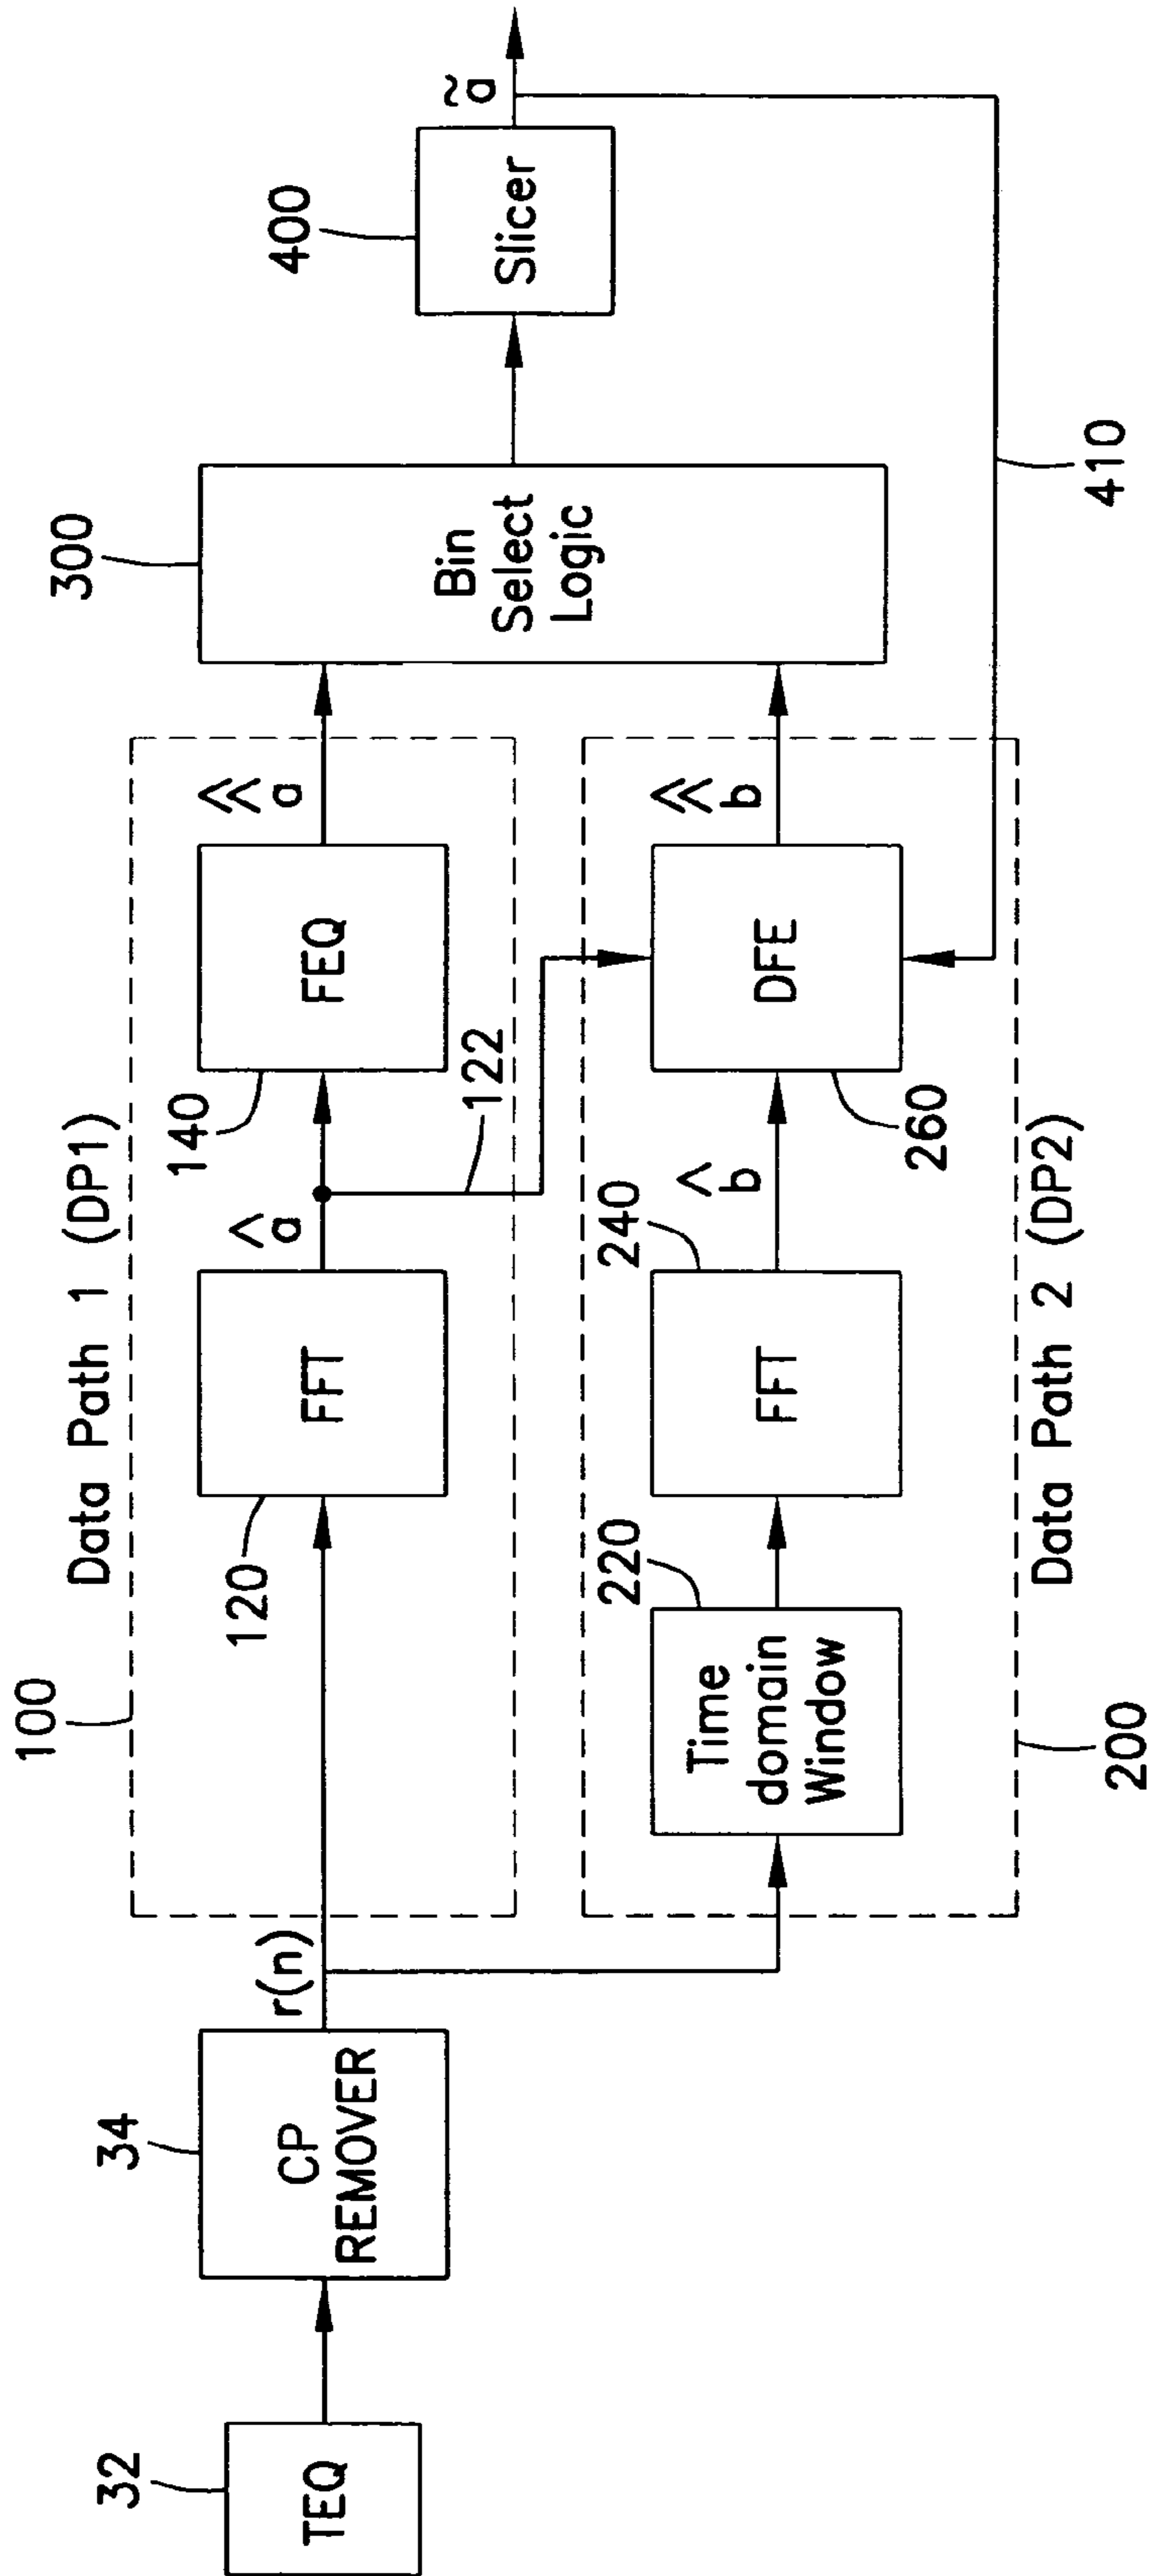 32
TEQ
34
CP
REMOVER
r(n)
100
Data Path 1 (DP1)
120
FFT
â
122
140
FEQ
a^^
220
Time
domain
Window
240
FFT
b̂
260
DFE
b^^
200
Data Path 2 (DP2)
300
Bin
Select
Logic
400
Slicer
ã
410